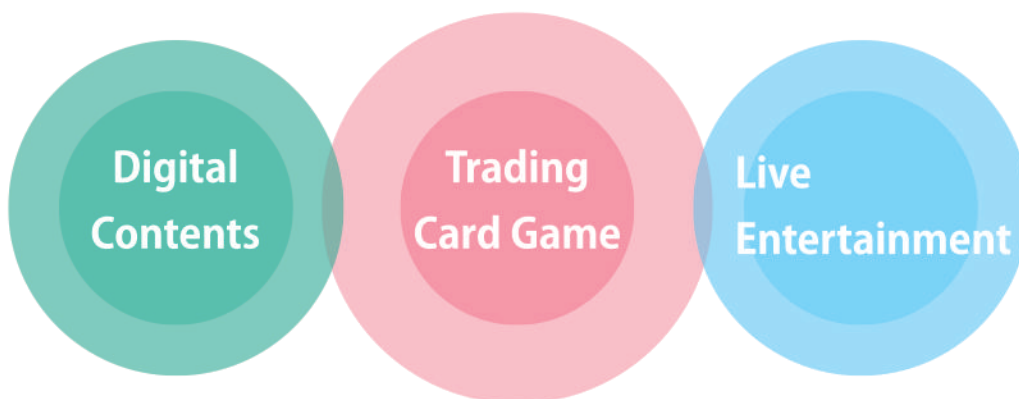 Digital
Contents
Trading
Card Game
Live
Entertainment